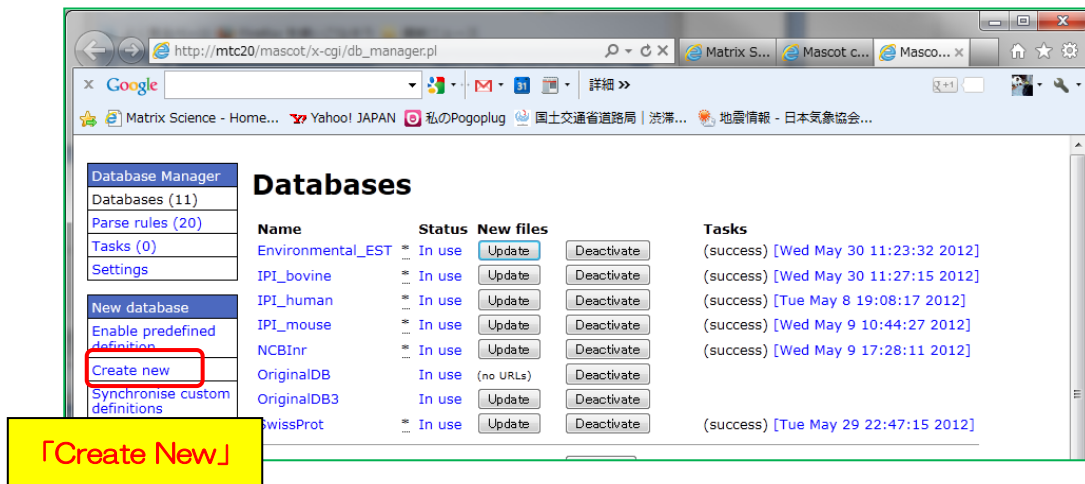 http://mtc20/mascot/x-cgi/db_manager.pl
Matrix S...
Mascot c...
Masco...
x Google
詳細 »
Matrix Science - Home...
Yahoo! JAPAN
私のPogoplug
国土交通省道路局｜渋滞...
地震情報 - 日本気象協会...
Database Manager
Databases (11)
Parse rules (20)
Tasks (0)
Settings
New database
Enable predefined
definition
Create new
Synchronise custom
definitions
「Create New」
Databases
Name Status New files Tasks
Environmental_EST * In use Update Deactivate (success) [Wed May 30 11:23:32 2012]
IPI_bovine * In use Update Deactivate (success) [Wed May 30 11:27:15 2012]
IPI_human * In use Update Deactivate (success) [Tue May 8 19:08:17 2012]
IPI_mouse * In use Update Deactivate (success) [Wed May 9 10:44:27 2012]
NCBInr * In use Update Deactivate (success) [Wed May 9 17:28:11 2012]
OriginalDB In use (no URLs) Deactivate
OriginalDB3 In use Update Deactivate
SwissProt * In use Update Deactivate (success) [Tue May 29 22:47:15 2012]